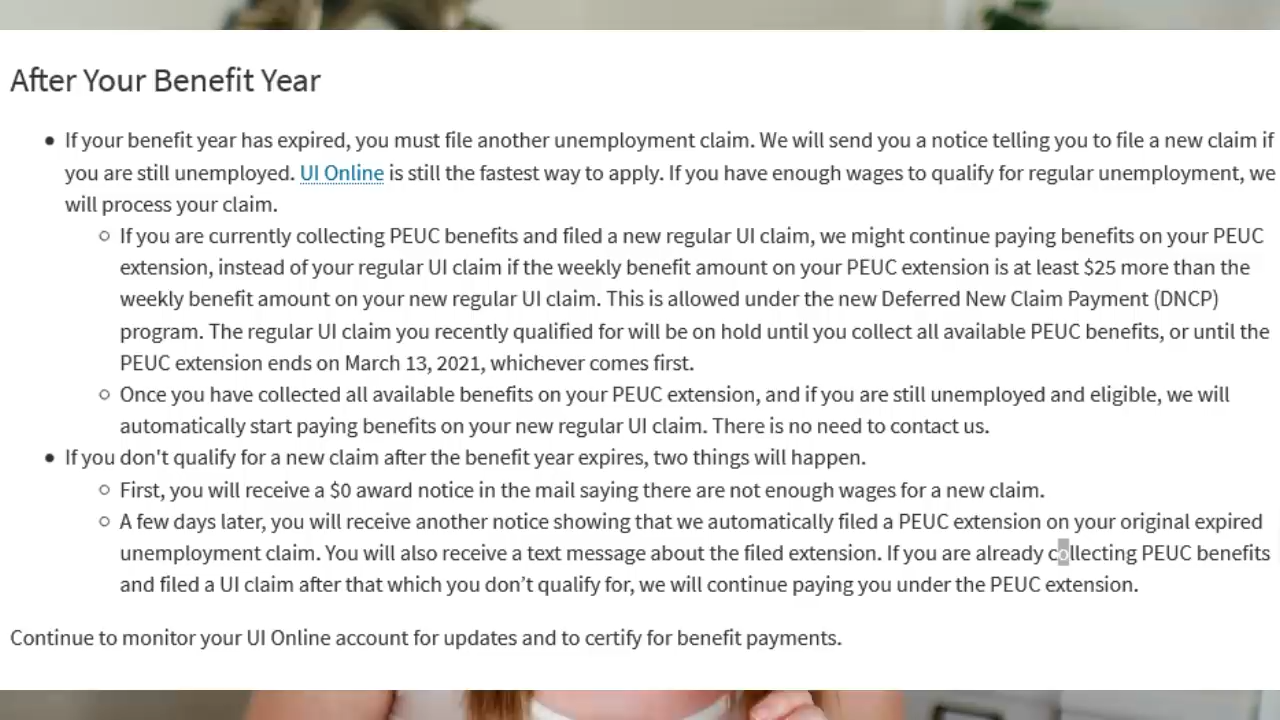 After Your Benefit Year
• If your benefit year has expired, you must file another unemployment claim. We will send you a notice telling you to file a new claim if
you are still unemployed. UI Online is still the fastest way to apply. If you have enough wages to qualify for regular unemployment, we
will process your claim.
○ If you are currently collecting PEUC benefits and filed a new regular UI claim, we might continue paying benefits on your PEUC
extension, instead of your regular UI claim if the weekly benefit amount on your PEUC extension is at least $25 more than the
weekly benefit amount on your new regular UI claim. This is allowed under the new Deferred New Claim Payment (DNCP)
program. The regular UI claim you recently qualified for will be on hold until you collect all available PEUC benefits, or until the
PEUC extension ends on March 13, 2021, whichever comes first.
○ Once you have collected all available benefits on your PEUC extension, and if you are still unemployed and eligible, we will
automatically start paying benefits on your new regular UI claim. There is no need to contact us.
• If you don't qualify for a new claim after the benefit year expires, two things will happen.
○ First, you will receive a $0 award notice in the mail saying there are not enough wages for a new claim.
○ A few days later, you will receive another notice showing that we automatically filed a PEUC extension on your original expired
unemployment claim. You will also receive a text message about the filed extension. If you are already collecting PEUC benefits
and filed a UI claim after that which you don’t qualify for, we will continue paying you under the PEUC extension.
Continue to monitor your UI Online account for updates and to certify for benefit payments.